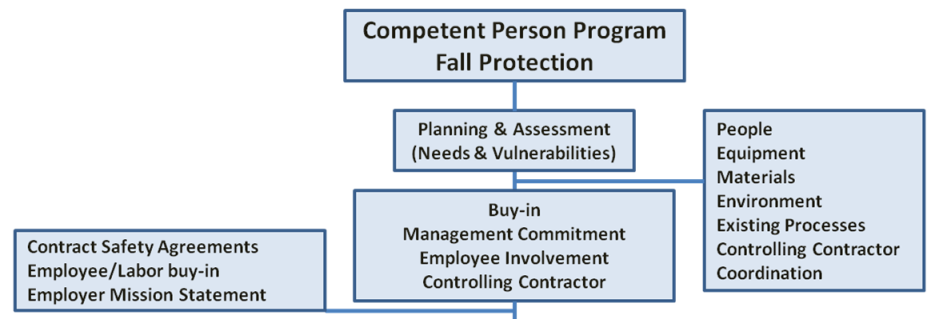 Competent Person Program
Fall Protection
Planning & Assessment
(Needs & Vulnerabilities)
People
Equipment
Materials
Environment
Existing Processes
Controlling Contractor
Coordination
Buy-in
Management Commitment
Employee Involvement
Controlling Contractor
Contract Safety Agreements
Employee/Labor buy-in
Employer Mission Statement